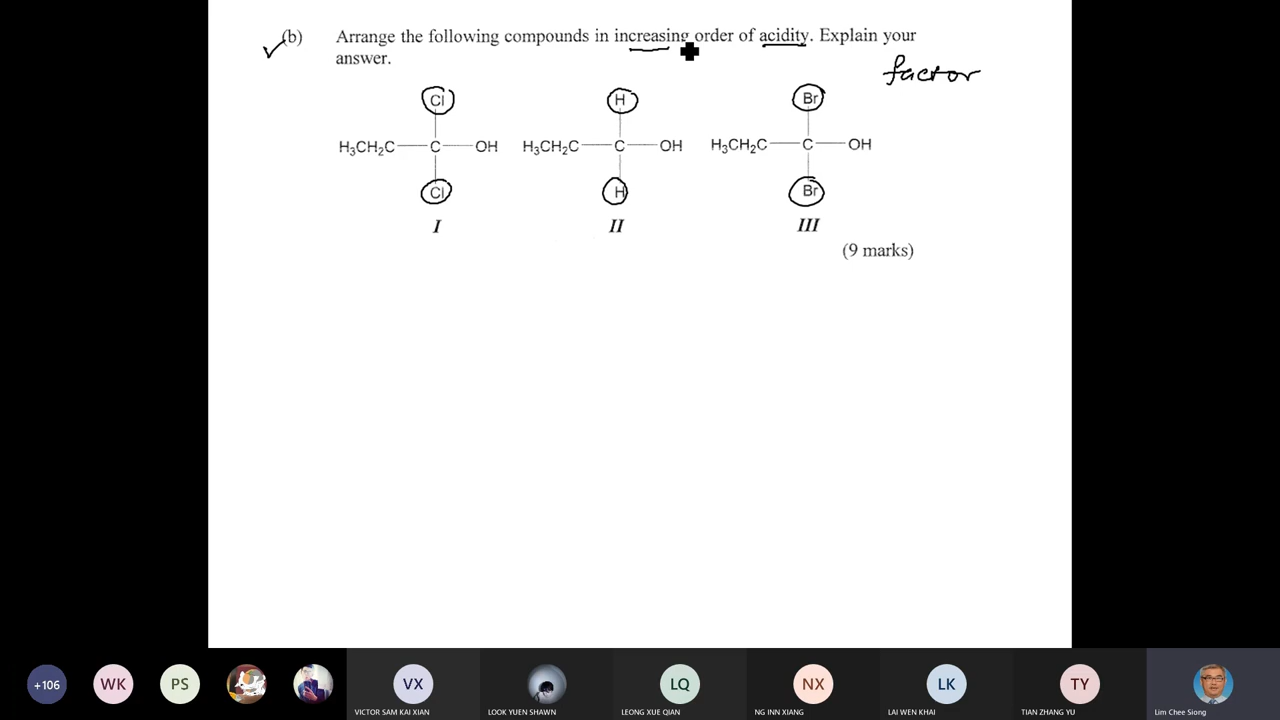 (b) Arrange the following compounds in increasing order of acidity. Explain your
answer.
factor
Cl H Br
H₃CH₂C C OH H₃CH₂C C OH H₃CH₂C C OH
Cl H Br
I II III
(9 marks)
+106 WK PS VX LQ NX LK TY
VICTOR SAM KAI XIAN LOOK YUEN SHAWN LEONG XUE QIAN NG INN XIANG LAI WEN KHAI TIAN ZHANG YU Lim Chee Siong